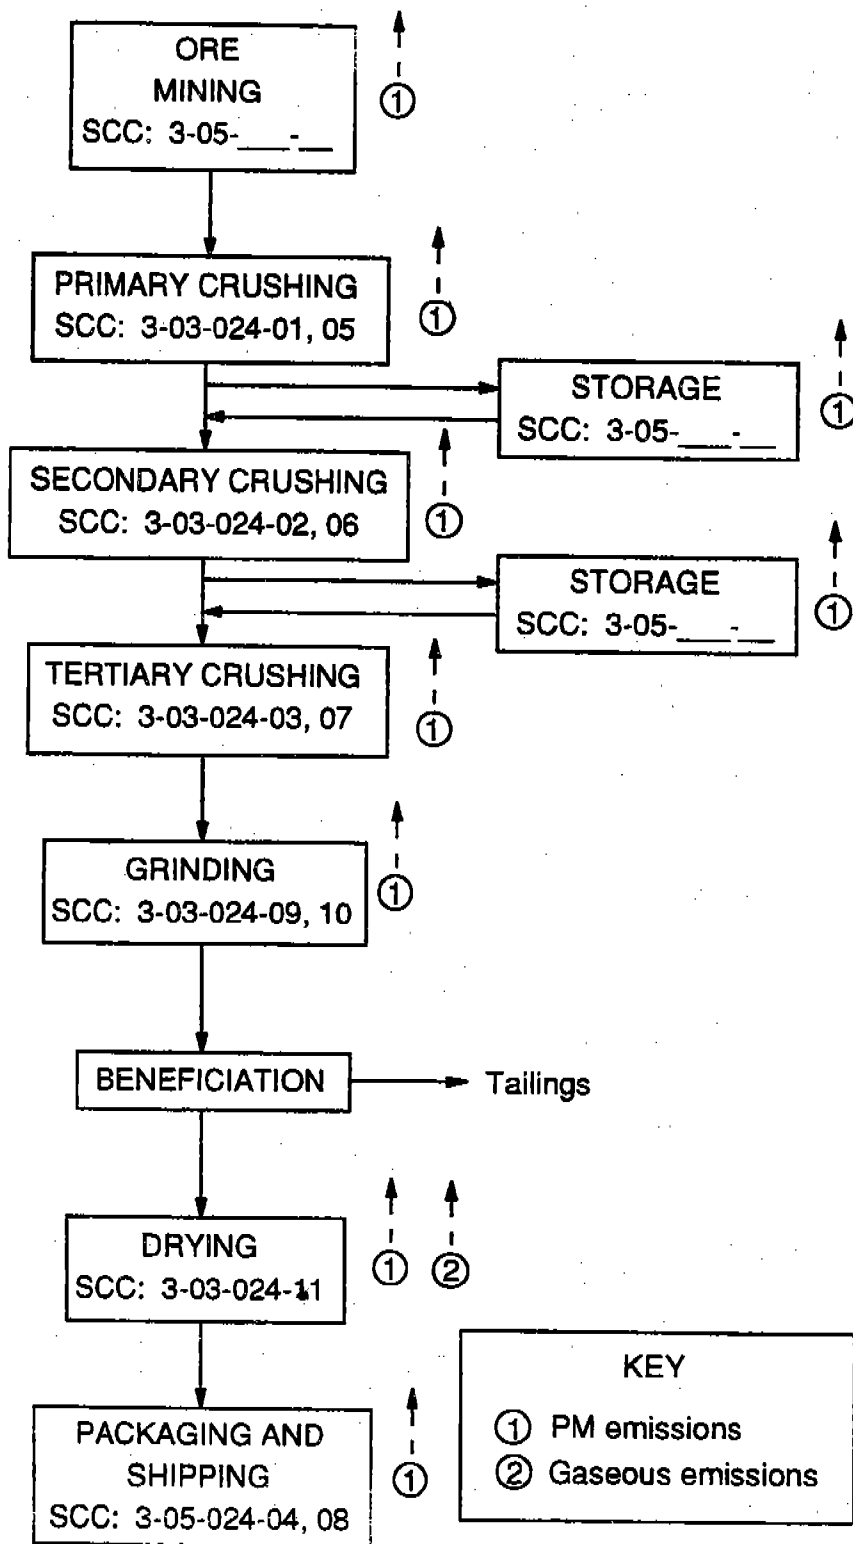 ORE
MINING
SCC: 3-05-___-__
①
PRIMARY CRUSHING
SCC: 3-03-024-01, 05
①
STORAGE
SCC: 3-05-___-__
①
SECONDARY CRUSHING
SCC: 3-03-024-02, 06
①
STORAGE
SCC: 3-05-___-__
①
TERTIARY CRUSHING
SCC: 3-03-024-03, 07
①
GRINDING
SCC: 3-03-024-09, 10
①
BENEFICIATION
Tailings
DRYING
SCC: 3-03-024-11
① ②
PACKAGING AND
SHIPPING
SCC: 3-05-024-04, 08
①
KEY
① PM emissions
② Gaseous emissions